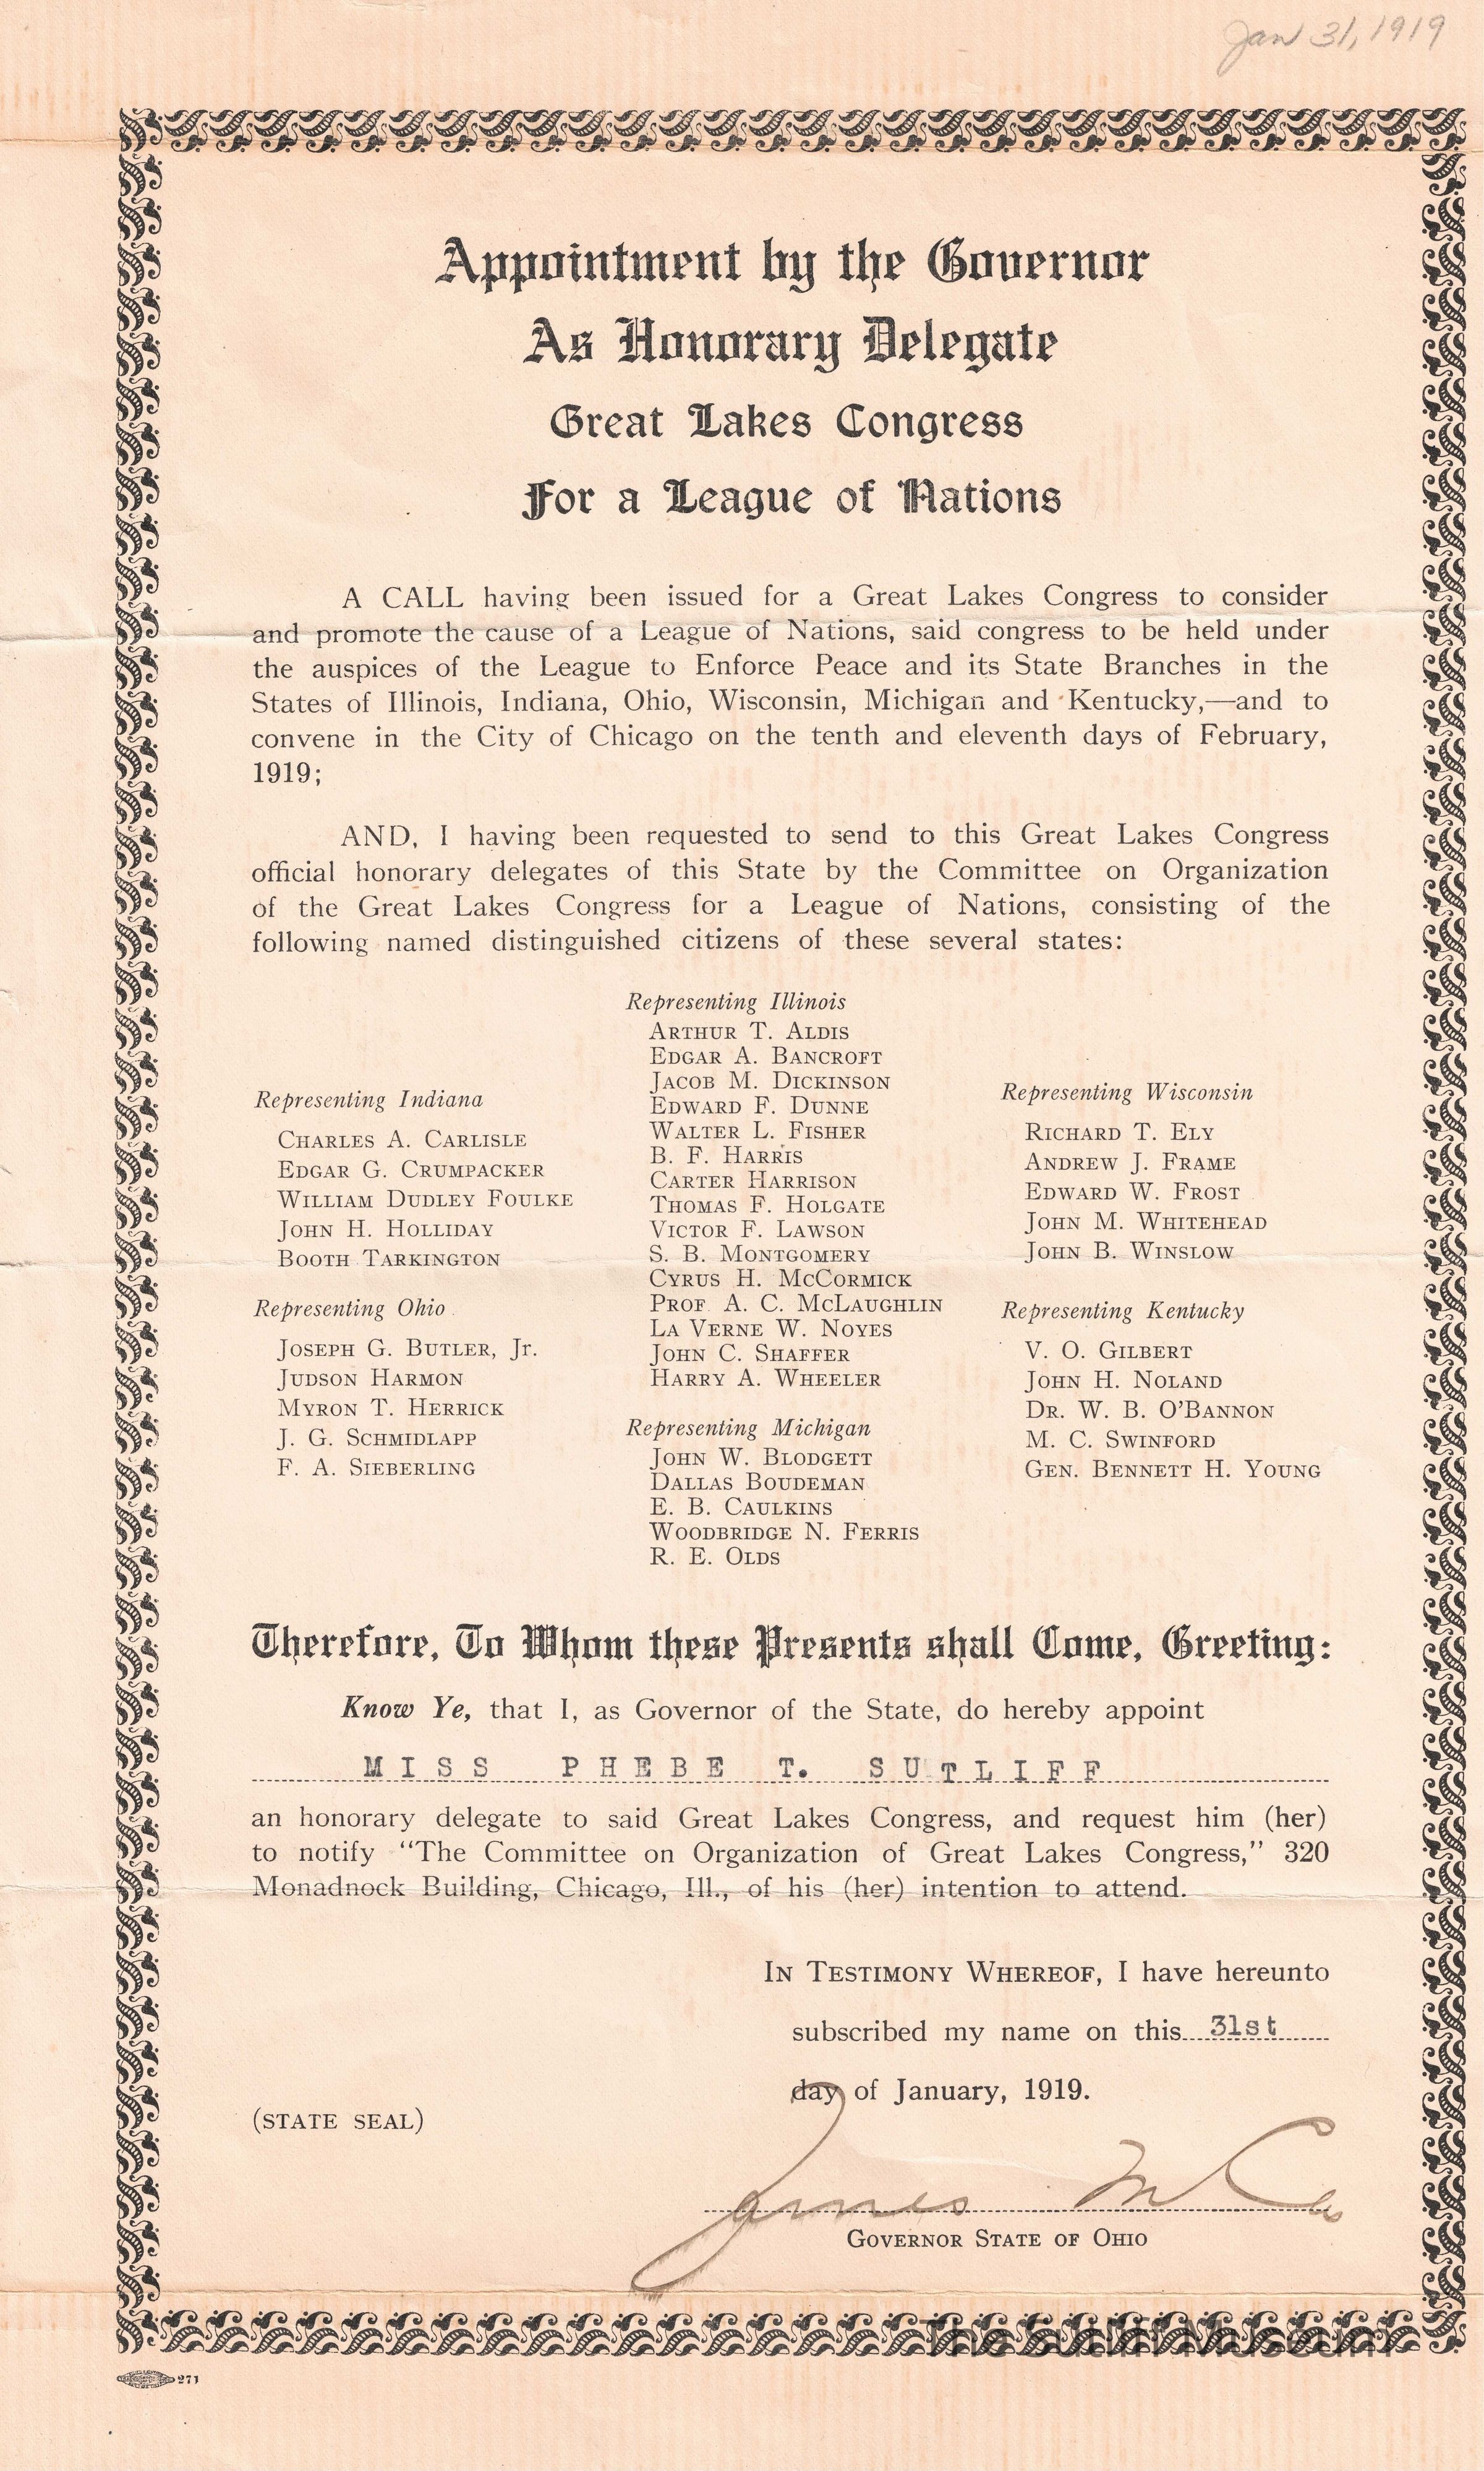 Jan 31, 1919
Appointment by the Governor
As Honorary Delegate
Great Lakes Congress
For a League of Nations
A CALL having been issued for a Great Lakes Congress to consider
and promote the cause of a League of Nations, said congress to be held under
the auspices of the League to Enforce Peace and its State Branches in the
States of Illinois, Indiana, Ohio, Wisconsin, Michigan and Kentucky,—and to
convene in the City of Chicago on the tenth and eleventh days of February,
1919;
AND, I having been requested to send to this Great Lakes Congress
official honorary delegates of this State by the Committee on Organization
of the Great Lakes Congress for a League of Nations, consisting of the
following named distinguished citizens of these several states:
Representing Indiana
CHARLES A. CARLISLE
EDGAR G. CRUMPACKER
WILLIAM DUDLEY FOULKE
JOHN H. HOLLIDAY
BOOTH TARKINGTON
Representing Ohio
JOSEPH G. BUTLER, Jr.
JUDSON HARMON
MYRON T. HERRICK
J. G. SCHMIDLAPP
F. A. SIEBERLING
Representing Illinois
ARTHUR T. ALDIS
EDGAR A. BANCROFT
JACOB M. DICKINSON
EDWARD F. DUNNE
WALTER L. FISHER
B. F. HARRIS
CARTER HARRISON
THOMAS F. HOLGATE
VICTOR F. LAWSON
S. B. MONTGOMERY
CYRUS H. McCORMICK
PROF. A. C. McLAUGHLIN
LA VERNE W. NOYES
JOHN C. SHAFFER
HARRY A. WHEELER
Representing Michigan
JOHN W. BLODGETT
DALLAS BOUDEMAN
E. B. CAULKINS
WOODBRIDGE N. FERRIS
R. E. OLDS
Representing Wisconsin
RICHARD T. ELY
ANDREW J. FRAME
EDWARD W. FROST
JOHN M. WHITEHEAD
JOHN B. WINSLOW
Representing Kentucky
V. O. GILBERT
JOHN H. NOLAND
DR. W. B. O'BANNON
M. C. SWINFORD
GEN. BENNETT H. YOUNG
Therefore, To Whom these Presents shall Come, Greeting:
Know Ye, that I, as Governor of the State, do hereby appoint
MISS PHEBE T. SUTLIFF
an honorary delegate to said Great Lakes Congress, and request him (her)
to notify "The Committee on Organization of Great Lakes Congress," 320
Monadnock Building, Chicago, Ill., of his (her) intention to attend.
IN TESTIMONY WHEREOF, I have hereunto
subscribed my name on this 31st
day of January, 1919.
(STATE SEAL)
James M Cox
GOVERNOR STATE OF OHIO
The Sutliff Museum
271